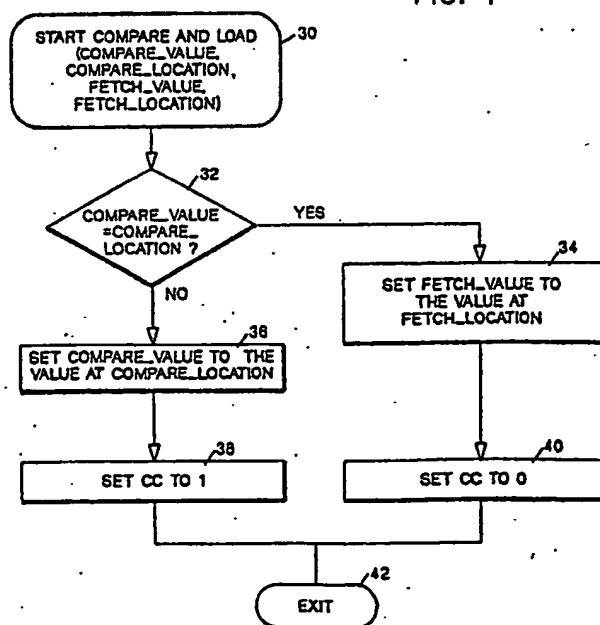 START COMPARE AND LOAD
(COMPARE_VALUE,
COMPARE_LOCATION,
FETCH_VALUE,
FETCH_LOCATION)
30
32
COMPARE_VALUE
=COMPARE_
LOCATION ?
YES
NO
34
SET FETCH_VALUE TO
THE VALUE AT
FETCH_LOCATION
36
SET COMPARE_VALUE TO THE
VALUE AT COMPARE_LOCATION
38
SET CC TO 1
40
SET CC TO 0
42
EXIT